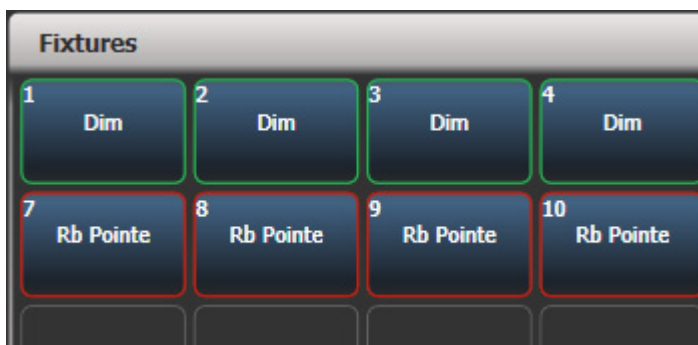 Fixtures
1 2 3 4
Dim Dim Dim Dim
7 8 9 10
Rb Pointe Rb Pointe Rb Pointe Rb Pointe